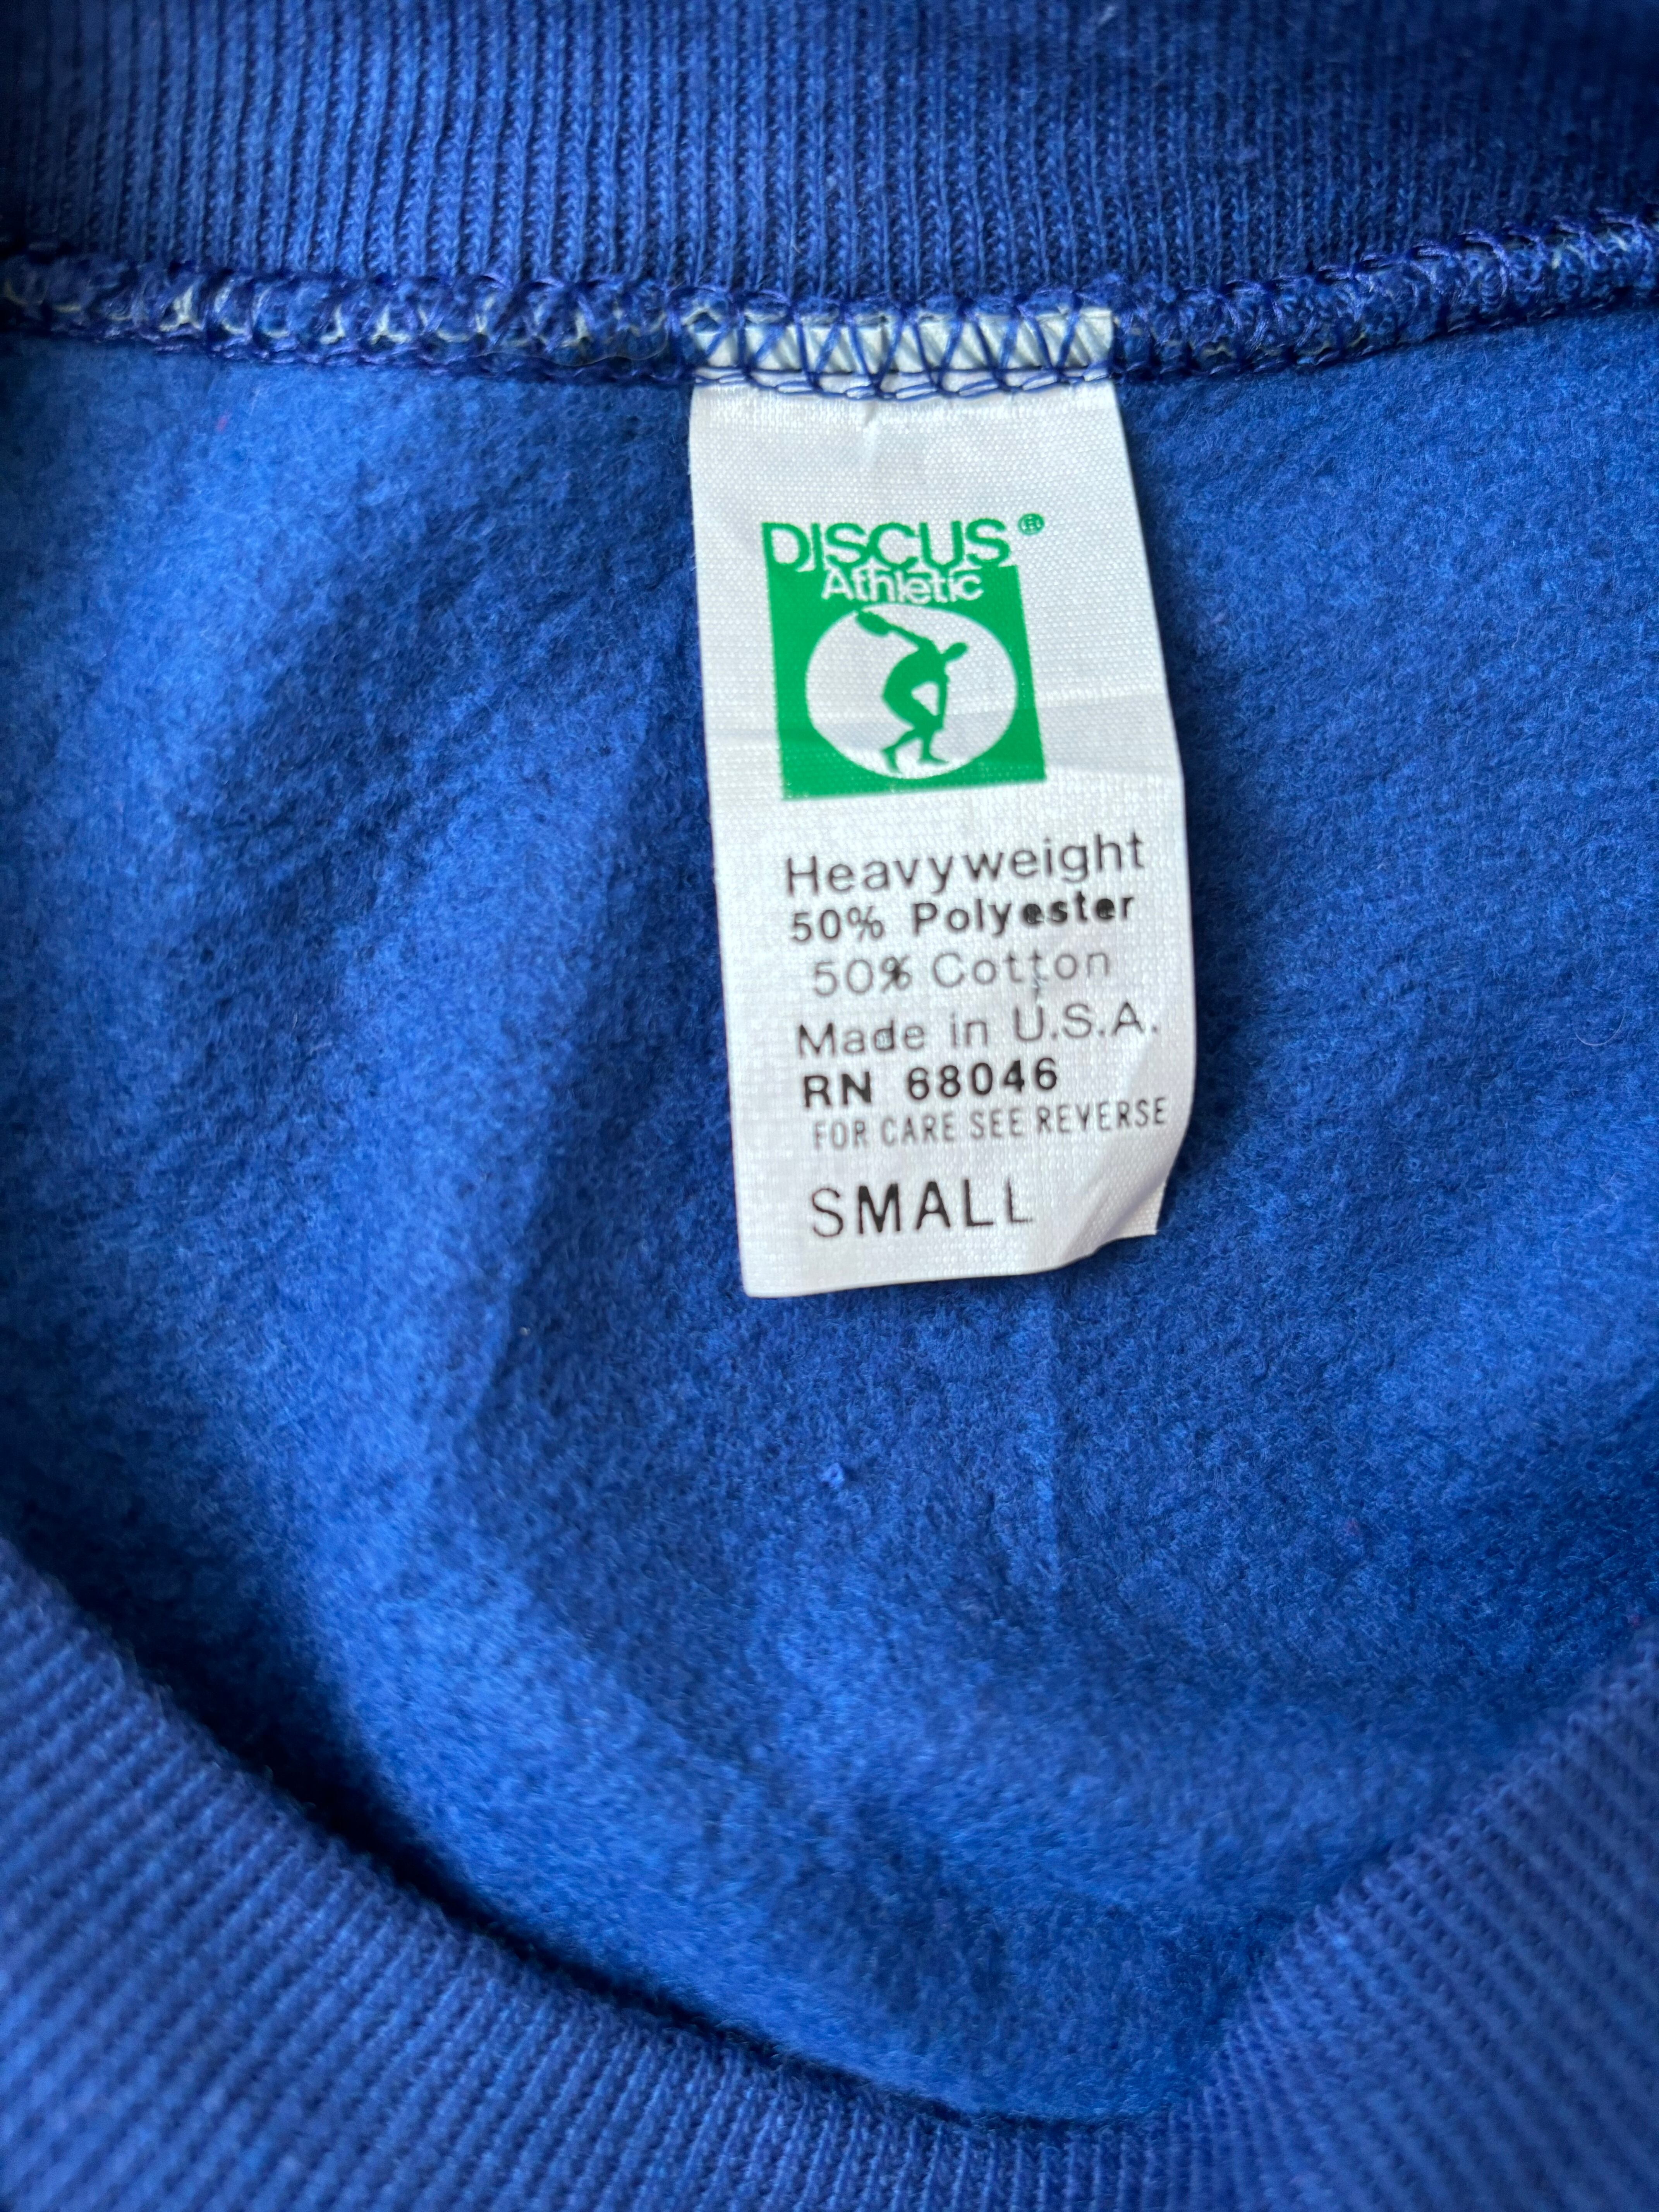 DISCUS®
Athletic
Heavyweight
50% Polyester
50% Cotton
Made in U.S.A.
RN 68046
FOR CARE SEE REVERSE
SMALL